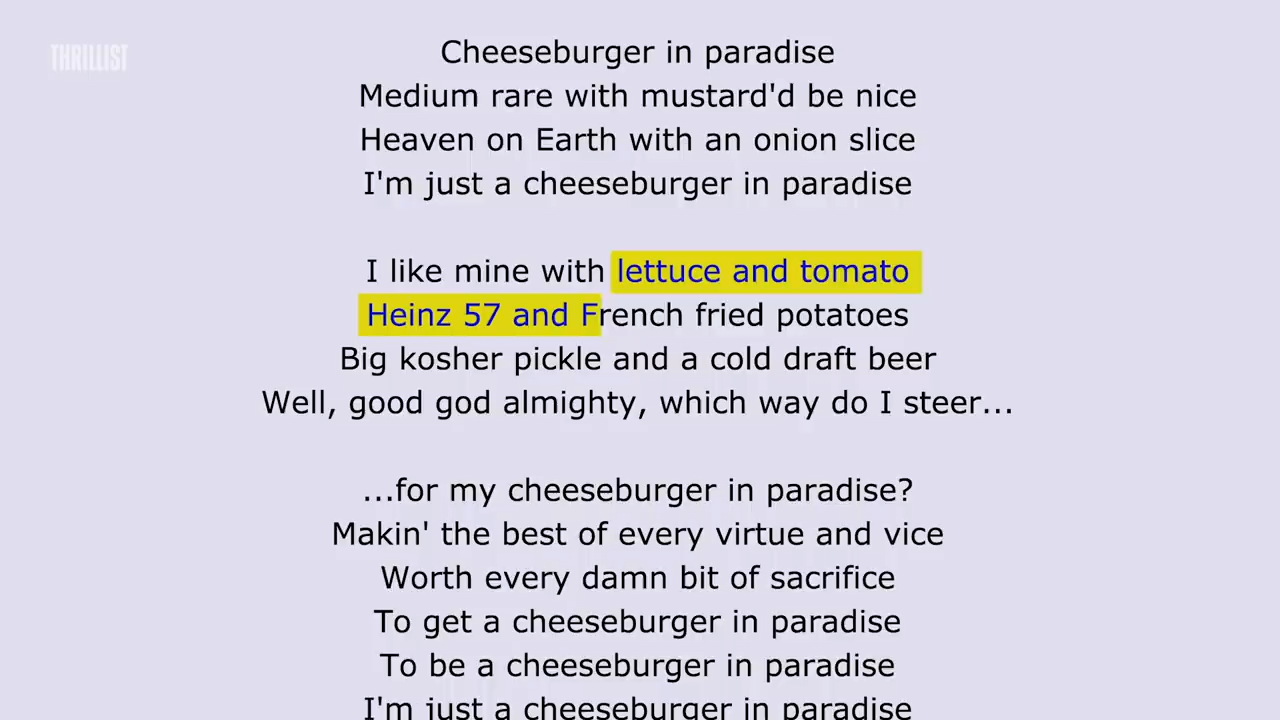 THRILLIST
Cheeseburger in paradise
Medium rare with mustard'd be nice
Heaven on Earth with an onion slice
I'm just a cheeseburger in paradise
I like mine with lettuce and tomato
Heinz 57 and French fried potatoes
Big kosher pickle and a cold draft beer
Well, good god almighty, which way do I steer...
...for my cheeseburger in paradise?
Makin' the best of every virtue and vice
Worth every damn bit of sacrifice
To get a cheeseburger in paradise
To be a cheeseburger in paradise
I'm just a cheeseburger in paradise